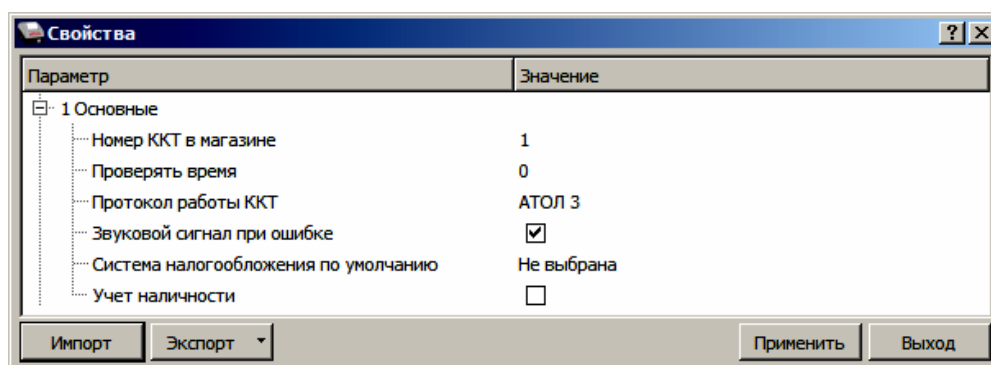 Свойства
Параметр Значение
1 Основные
Номер ККТ в магазине 1
Проверять время 0
Протокол работы ККТ АТОЛ 3
Звуковой сигнал при ошибке
Система налогообложения по умолчанию Не выбрана
Учет наличности
Импорт Экспорт Применить Выход